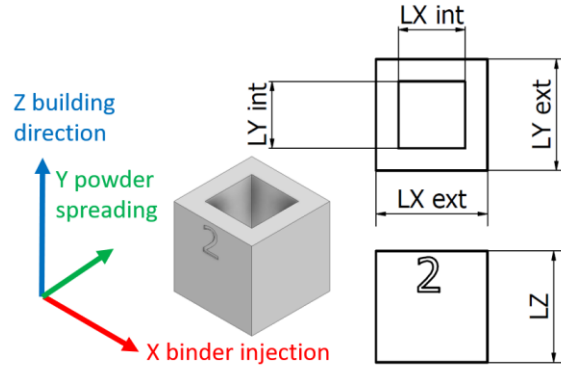 LX int
Z building
direction
LY int
LY ext
Y powder
spreading
LX ext
2
2
LZ
X binder injection